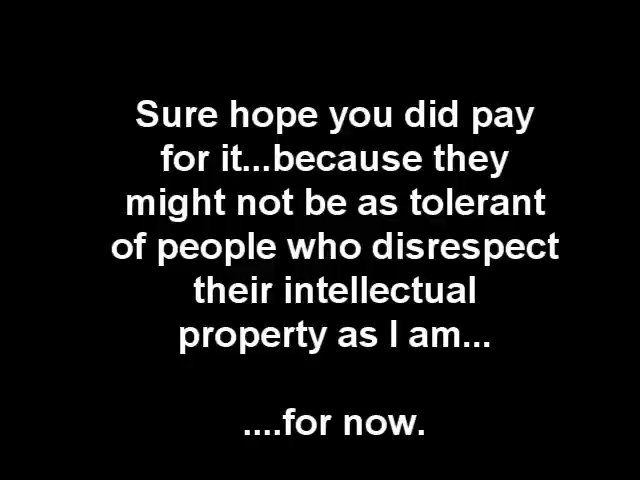 Sure hope you did pay
for it...because they
might not be as tolerant
of people who disrespect
their intellectual
property as I am...
....for now.